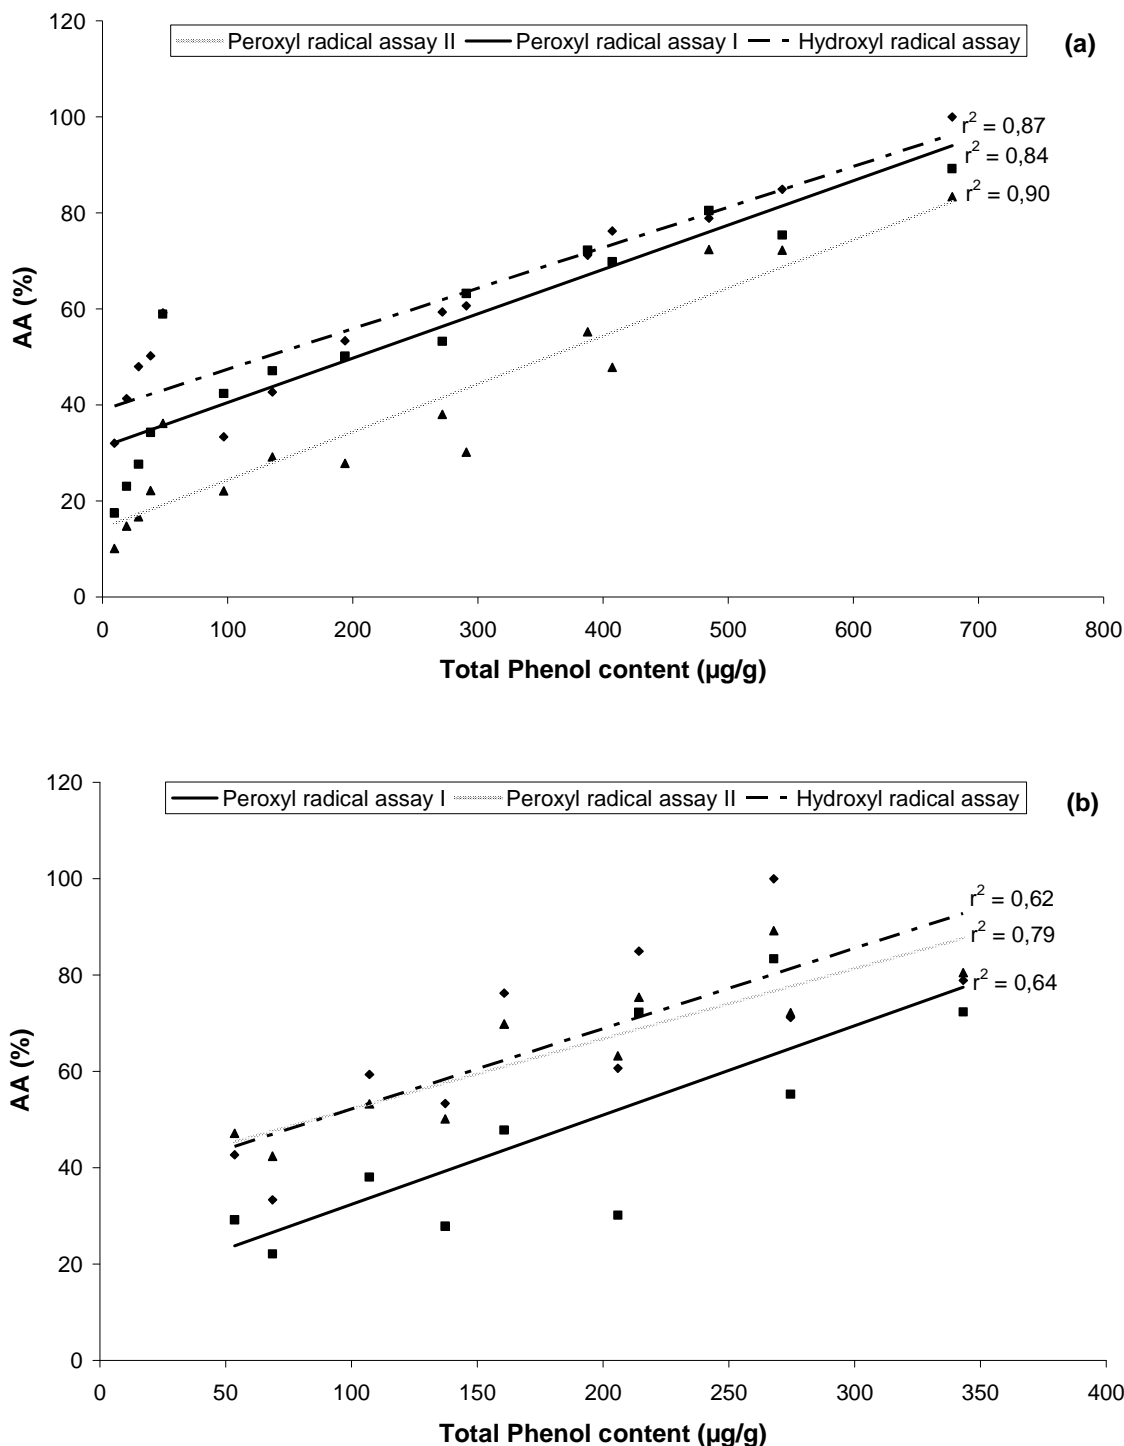 120
Peroxyl radical assay II Peroxyl radical assay I Hydroxyl radical assay (a)
100
r² = 0,87
r² = 0,84
r² = 0,90
80
60
40
20
0
AA (%)
0 100 200 300 400 500 600 700 800
Total Phenol content (µg/g)
120
Peroxyl radical assay I Peroxyl radical assay II Hydroxyl radical assay (b)
100
r² = 0,62
r² = 0,79
r² = 0,64
80
60
40
20
0
AA (%)
0 50 100 150 200 250 300 350 400
Total Phenol content (µg/g)